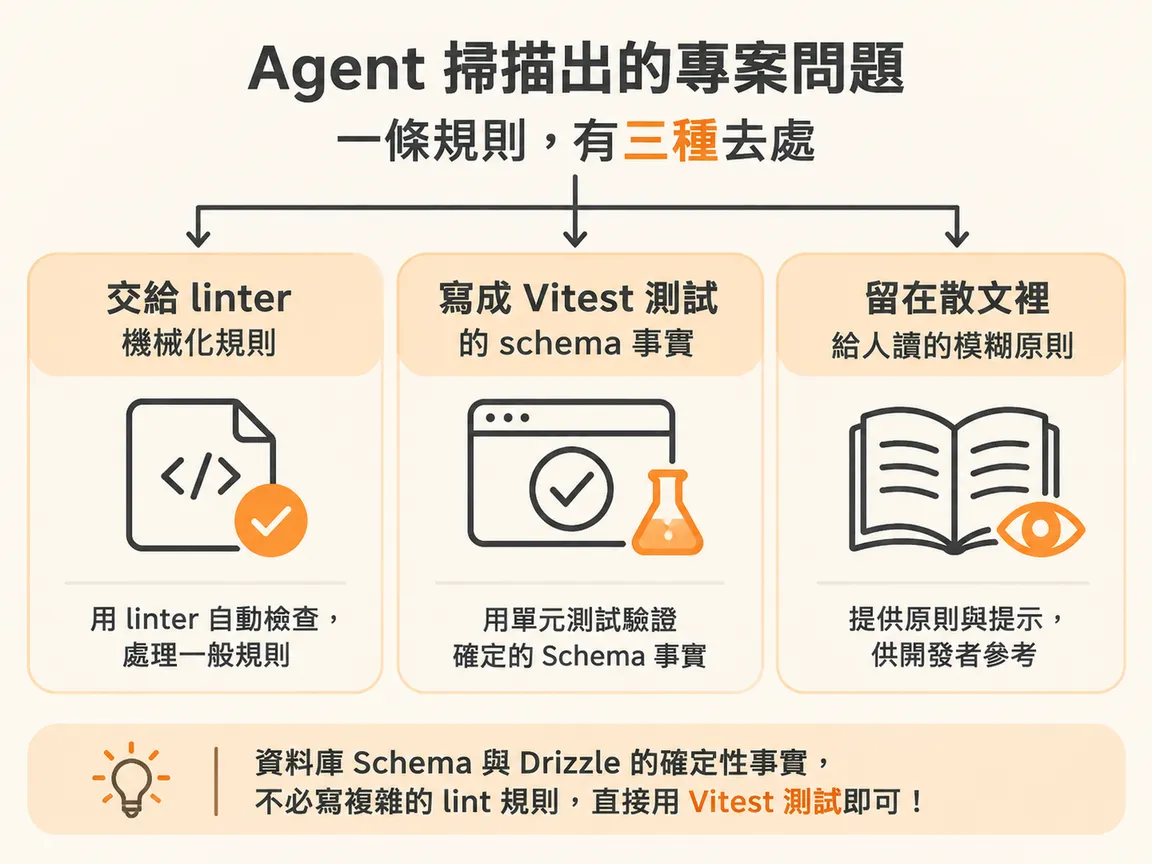 Agent 掃描出的專案問題
一條規則，有三種去處
交給 linter
機械化規則
用 linter 自動檢查，
處理一般規則
寫成 Vitest 測試
的 schema 事實
用單元測試驗證
確定的 Schema 事實
留在散文裡
給人讀的模糊原則
提供原則與提示，
供開發者參考
資料庫 Schema 與 Drizzle 的確定性事實，
不必寫複雜的 lint 規則，直接用 Vitest 測試即可！